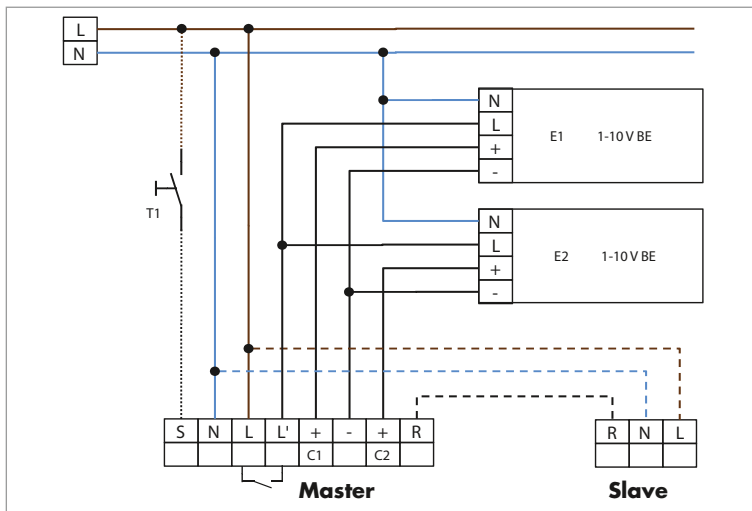 L
N
N
L
+
-
E1 1-10 V BE
T1
N
L
+
-
E2 1-10 V BE
S N L L' + - + R
C1 C2
R N L
Master
Slave